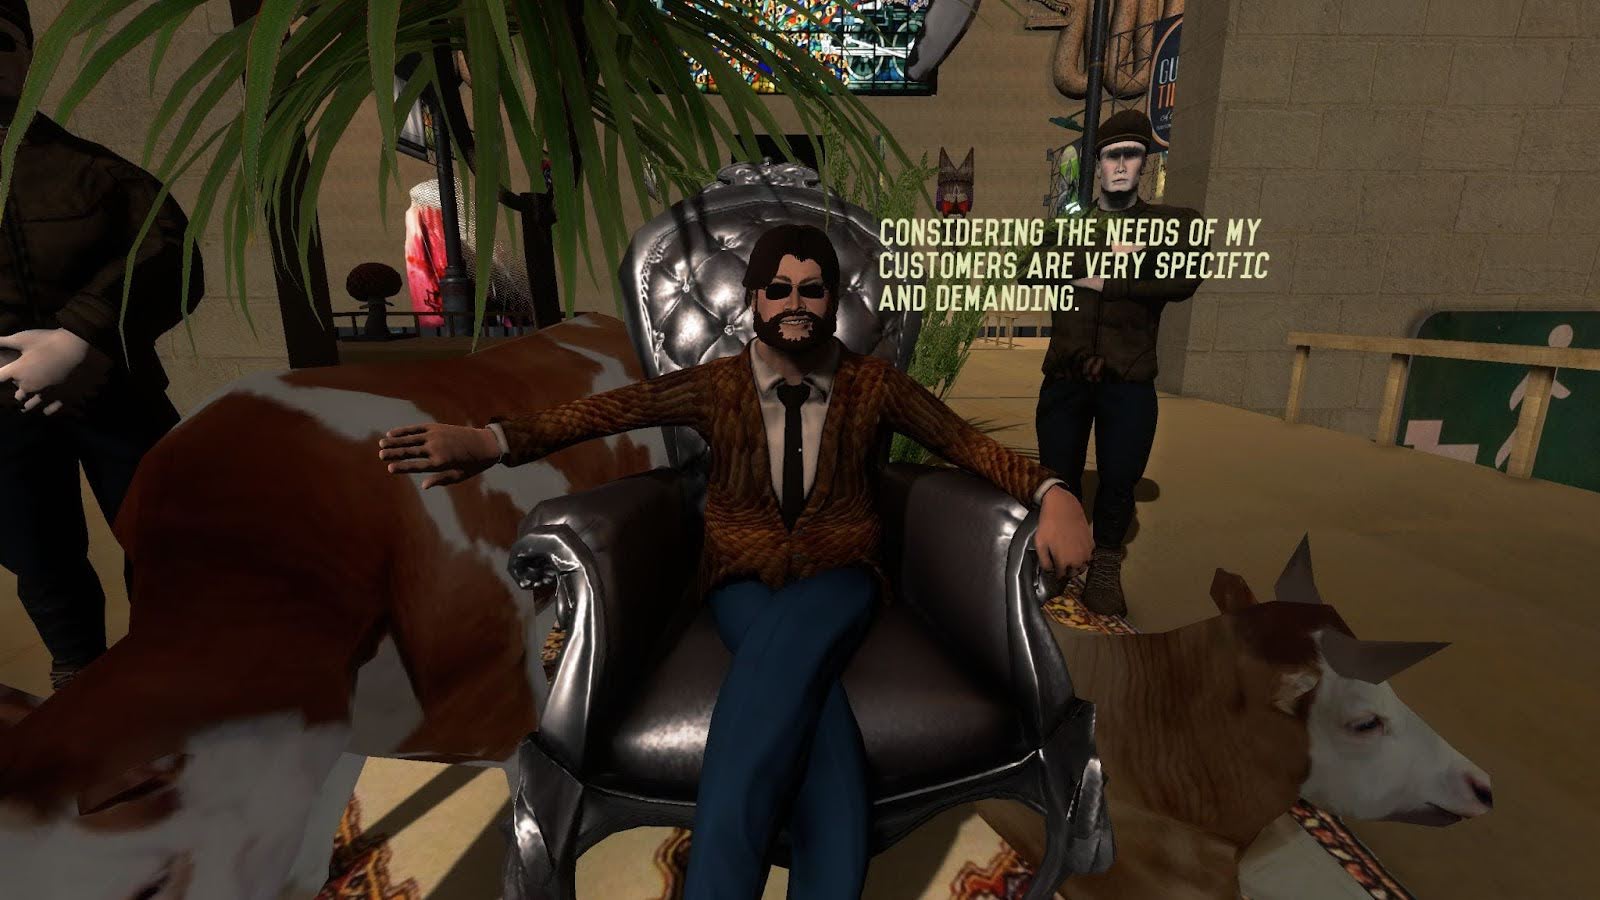 CONSIDERING THE NEEDS OF MY
CUSTOMERS ARE VERY SPECIFIC
AND DEMANDING.